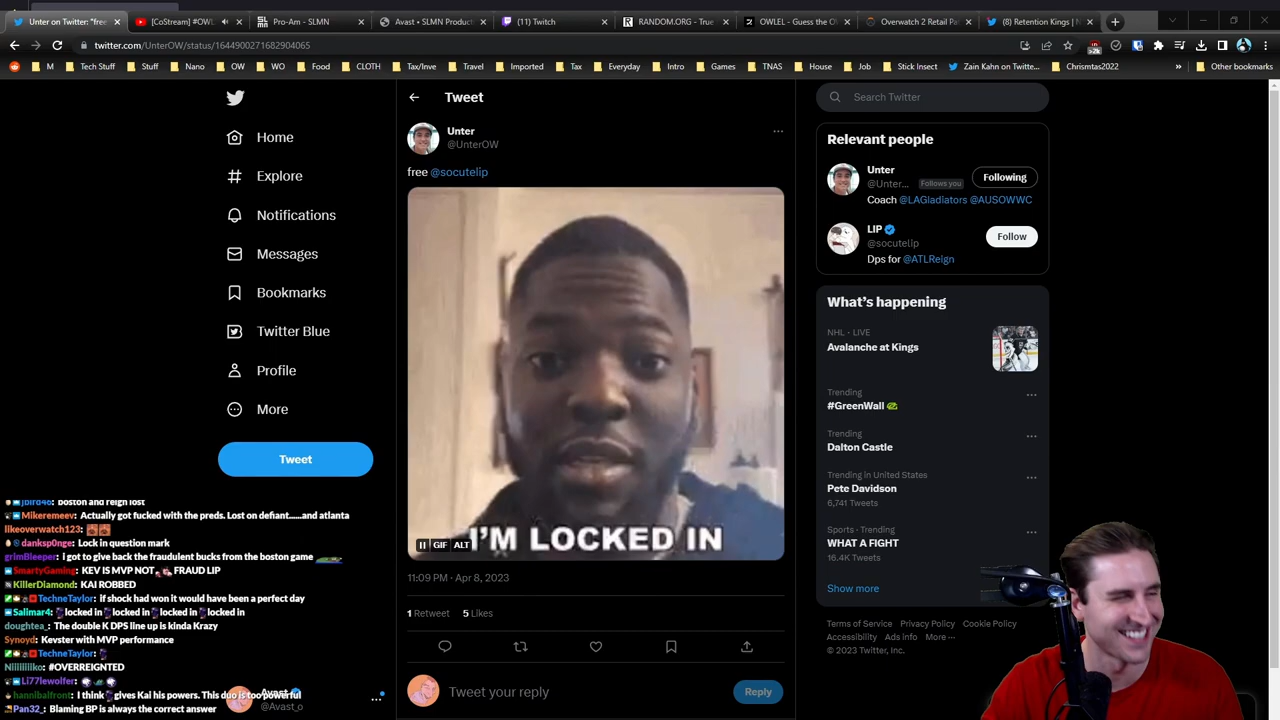 Unter on Twitter: "free
[CoStream] #OWL
Pro-Am - SLMN
Avast • SLMN Product
(11) Twitch
RANDOM.ORG - True
OWLEL - Guess the O
Overwatch 2 Retail Pa
(8) Retention Kings | N
twitter.com/UnterOW/status/1644900271682904065
M
Tech Stuff
Stuff
Nano
OW
WO
Food
CLOTH
Tax/Inve
Travel
Imported
Tax
Everyday
Intro
Games
TNAS
House
Job
Stick Insect
Zain Kahn on Twitte...
Chrismtas2022
»
Other bookmarks
Home
Explore
Notifications
Messages
Bookmarks
Twitter Blue
Profile
More
Tweet
Tweet
Unter
@UnterOW
free @socutelip
I'M LOCKED IN
GIF ALT
11:09 PM · Apr 8, 2023
1 Retweet 5 Likes
Tweet your reply
Reply
Search Twitter
Relevant people
Unter
@Unter... Follows you
Following
Coach @LAGladiators @AUSOWWC
LIP
@socutelip
Follow
Dps for @ATLReign
What's happening
NHL · LIVE
Avalanche at Kings
Trending
#GreenWall
Trending
Dalton Castle
Trending in United States
Pete Davidson
6,741 Tweets
Sports · Trending
WHAT A FIGHT
16.4K Tweets
Show more
Terms of Service Privacy Policy Cookie Policy
Accessibility Ads info More ···
© 2023 Twitter, Inc.
jbird46: boston and reign lost
Mikeremeev: Actually got fucked with the preds. Lost on defiant......and atlanta
likeoverwatch123:
danksp0nge: Lock in question mark
grimBleeper: i got to give back the fraudulent bucks from the boston game
SmartyGaming: KEV IS MVP NOT FRAUD LIP
KillerDiamond: KAI ROBBED
TechneTaylor: if shock had won it would have been a perfect day
Salimar4: locked in locked in locked in locked in
doughtea_: The double K DPS line up is kinda Krazy
Synoyd: Kevster with MVP performance
TechneTaylor:
Niiiiiiiko: #OVERREIGNTED
Li77lewolfer:
hannibalfront: I think gives Kai his powers. This duo is too powerful
Pan32_: Blaming BP is always the correct answer
Avast
@Avast_o